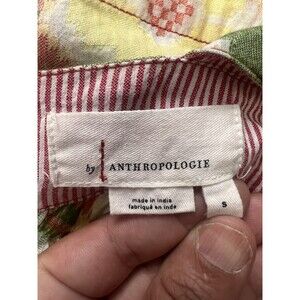 by ANTHROPOLOGIE
made in india
fabriqué en inde
S